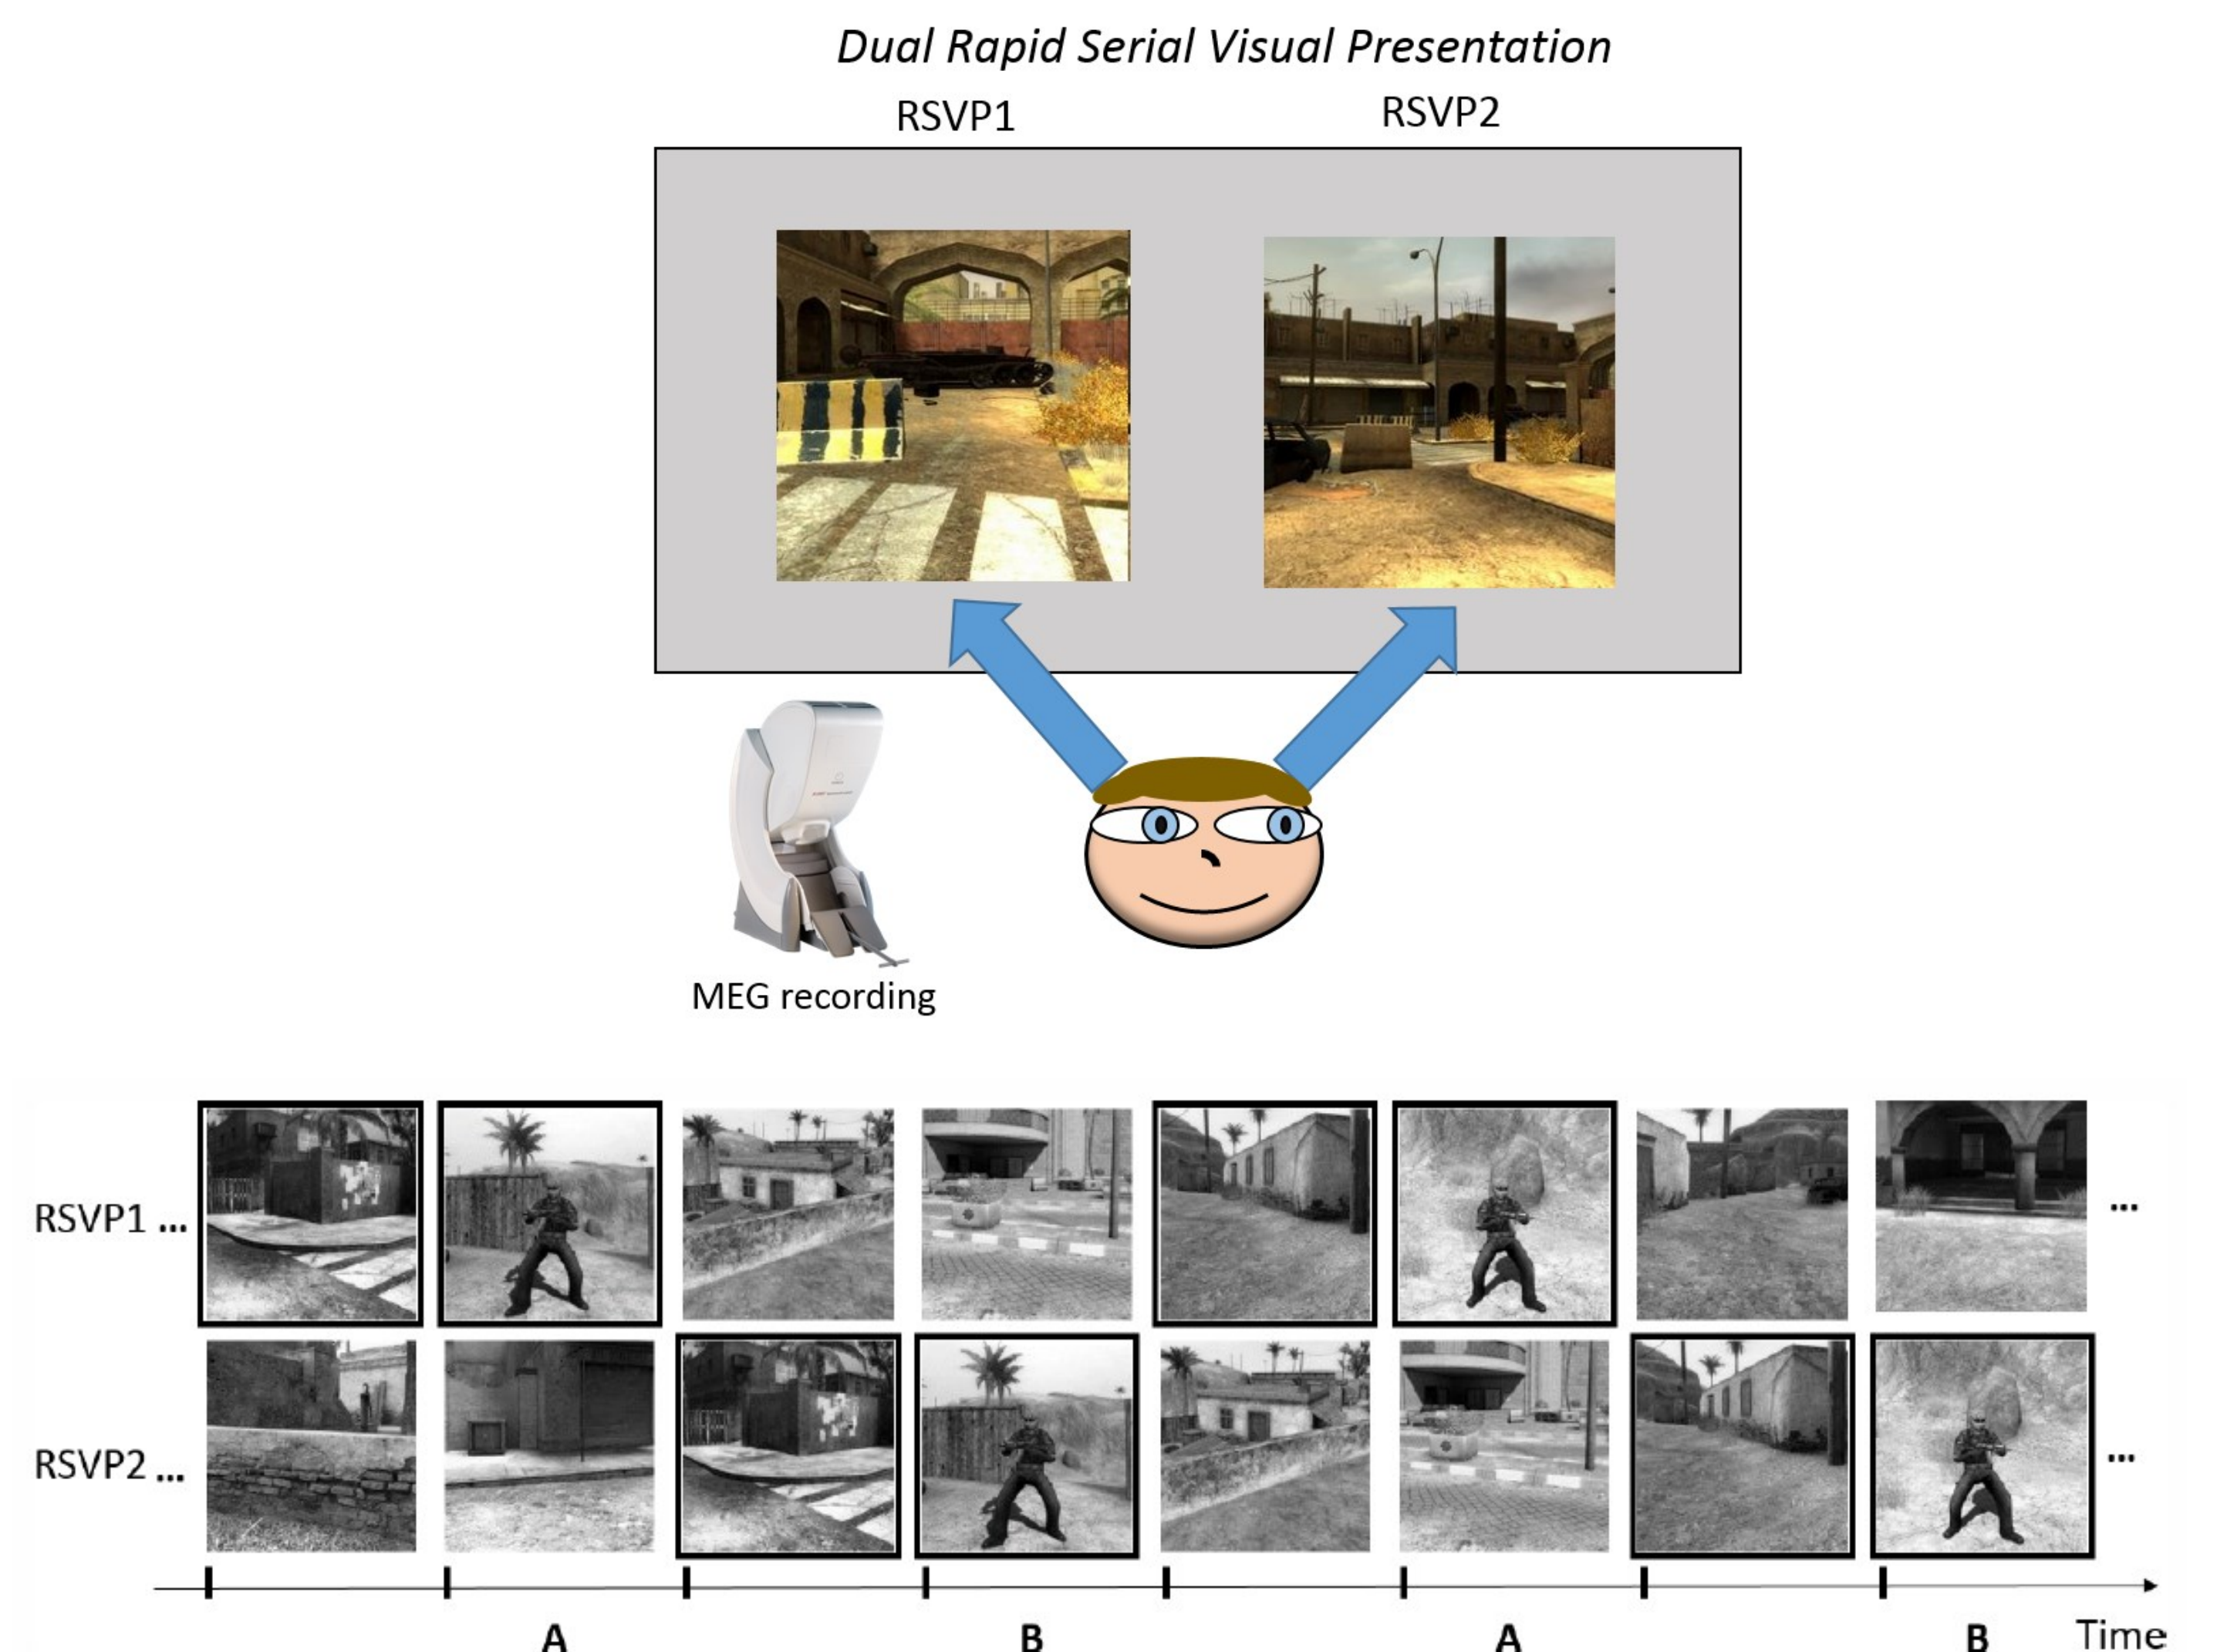 Dual Rapid Serial Visual Presentation
RSVP1
RSVP2
MEG recording
RSVP1 ...
...
RSVP2 ...
...
A
B
A
B
Time